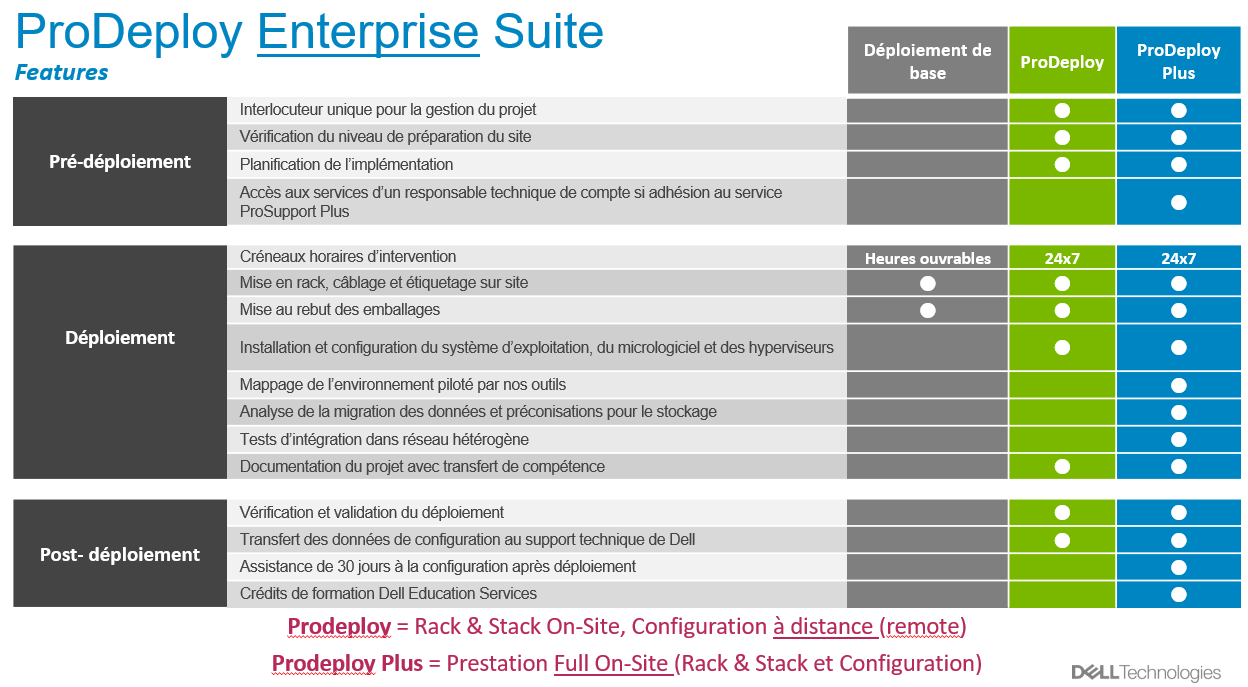 ProDeploy Enterprise Suite
Features
Déploiement de
base
ProDeploy
ProDeploy
Plus
Pré-déploiement
Interlocuteur unique pour la gestion du projet
Vérification du niveau de préparation du site
Planification de l’implémentation
Accès aux services d’un responsable technique de compte si adhésion au service
ProSupport Plus
Déploiement
Créneaux horaires d’intervention
Heures ouvrables
24x7
24x7
Mise en rack, câblage et étiquetage sur site
Mise au rebut des emballages
Installation et configuration du système d’exploitation, du micrologiciel et des hyperviseurs
Mappage de l’environnement piloté par nos outils
Analyse de la migration des données et préconisations pour le stockage
Tests d’intégration dans réseau hétérogène
Documentation du projet avec transfert de compétence
Post- déploiement
Vérification et validation du déploiement
Transfert des données de configuration au support technique de Dell
Assistance de 30 jours à la configuration après déploiement
Crédits de formation Dell Education Services
Prodeploy = Rack & Stack On-Site, Configuration à distance (remote)
Prodeploy Plus = Prestation Full On-Site (Rack & Stack et Configuration)
DELLTechnologies